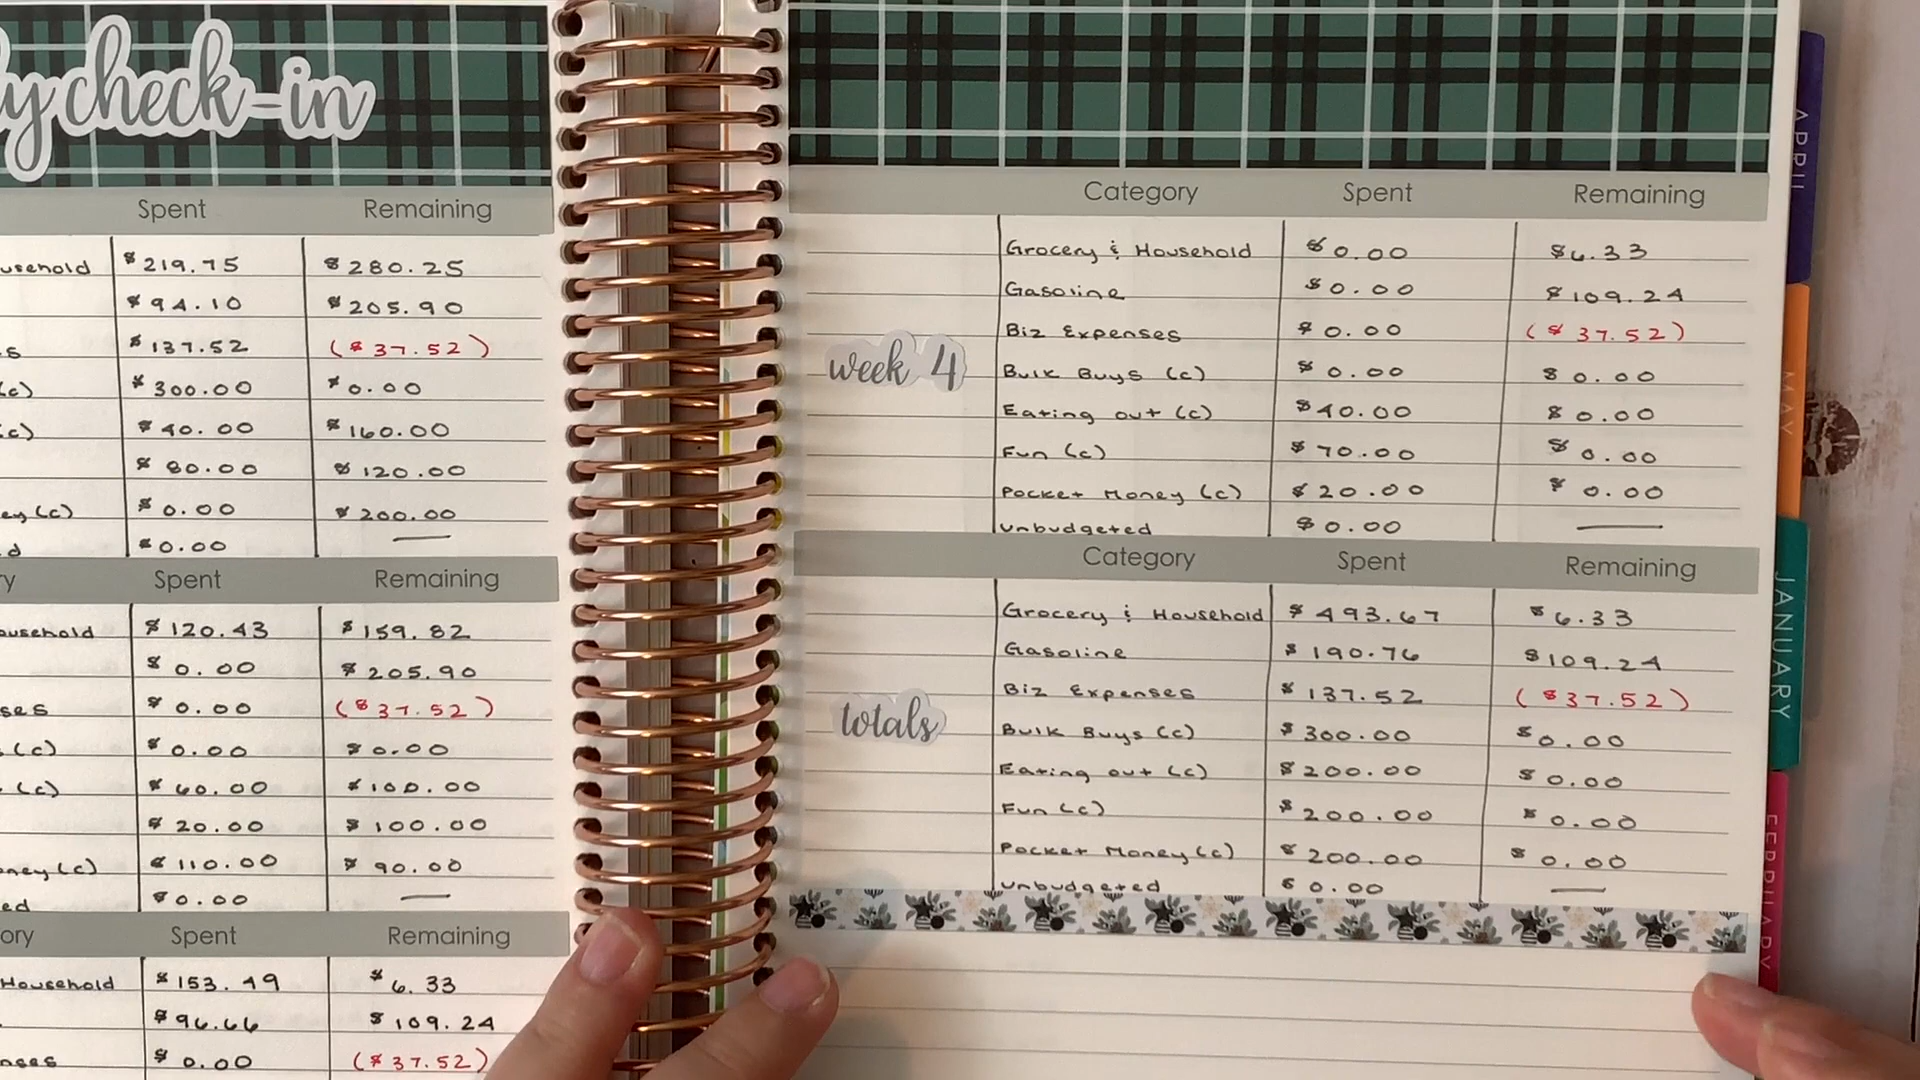 y check-in
Spent Remaining
usehold $219.75 $280.25
$94.10 $205.90
s $137.52 ($37.52)
(c) $300.00 $0.00
(c) $40.00 $160.00
$80.00 $120.00
ey (c) $0.00 $200.00
d $0.00 —
ry Spent Remaining
ousehold $120.43 $159.82
$0.00 $205.90
ses $0.00 ($37.52)
(c) $0.00 $0.00
(c) $60.00 $100.00
$20.00 $100.00
oney (c) $110.00 $90.00
ed $0.00 —
ory Spent Remaining
Household $153.49 $6.33
$96.66 $109.24
nses $0.00 ($37.52)
Category Spent Remaining
Grocery & Household $0.00 $6.33
Gasoline $0.00 $109.24
Biz Expenses $0.00 ($37.52)
week 4
Bulk Buys (c) $0.00 $0.00
Eating out (c) $40.00 $0.00
Fun (c) $70.00 $0.00
Pocket Money (c) $20.00 $0.00
Unbudgeted $0.00 —
Category Spent Remaining
Grocery & Household $493.67 $6.33
Gasoline $190.76 $109.24
Biz Expenses $137.52 ($37.52)
totals
Bulk Buys (c) $300.00 $0.00
Eating out (c) $200.00 $0.00
Fun (c) $200.00 $0.00
Pocket Money (c) $200.00 $0.00
Unbudgeted $0.00 —
APRIL
MAY
JANUARY
FEBRUARY